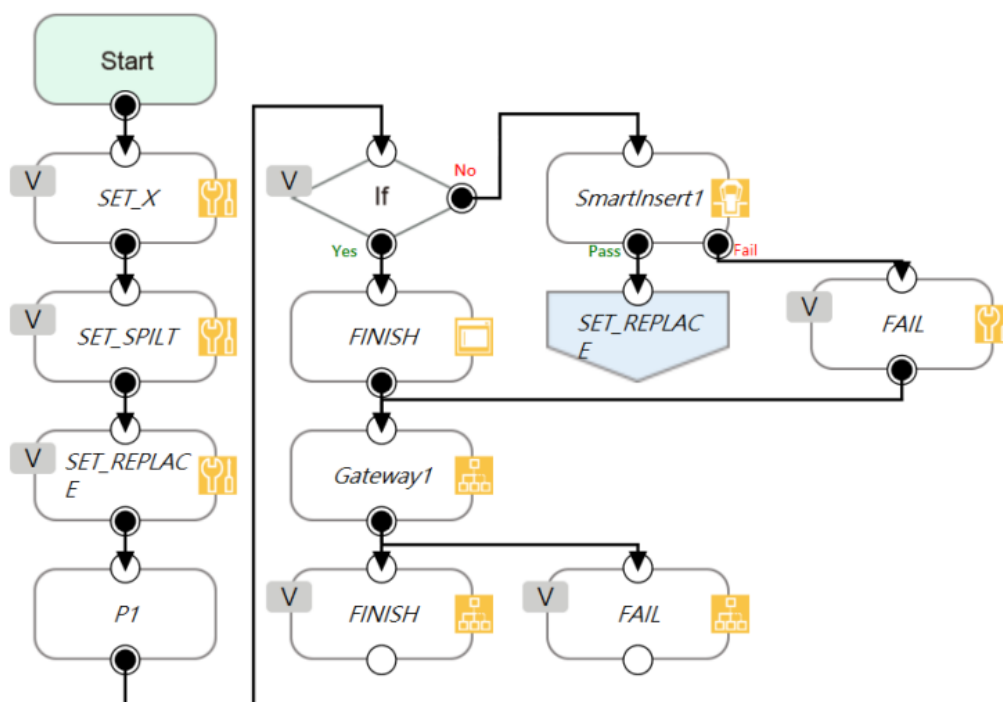 Start
V
SET_X
V
SET_SPILT
V
SET_REPLAC
E
P1
V
If
No
Yes
FINISH
SmartInsert1
Pass
Fail
SET_REPLAC
E
V
FAIL
Gateway1
V
FINISH
V
FAIL